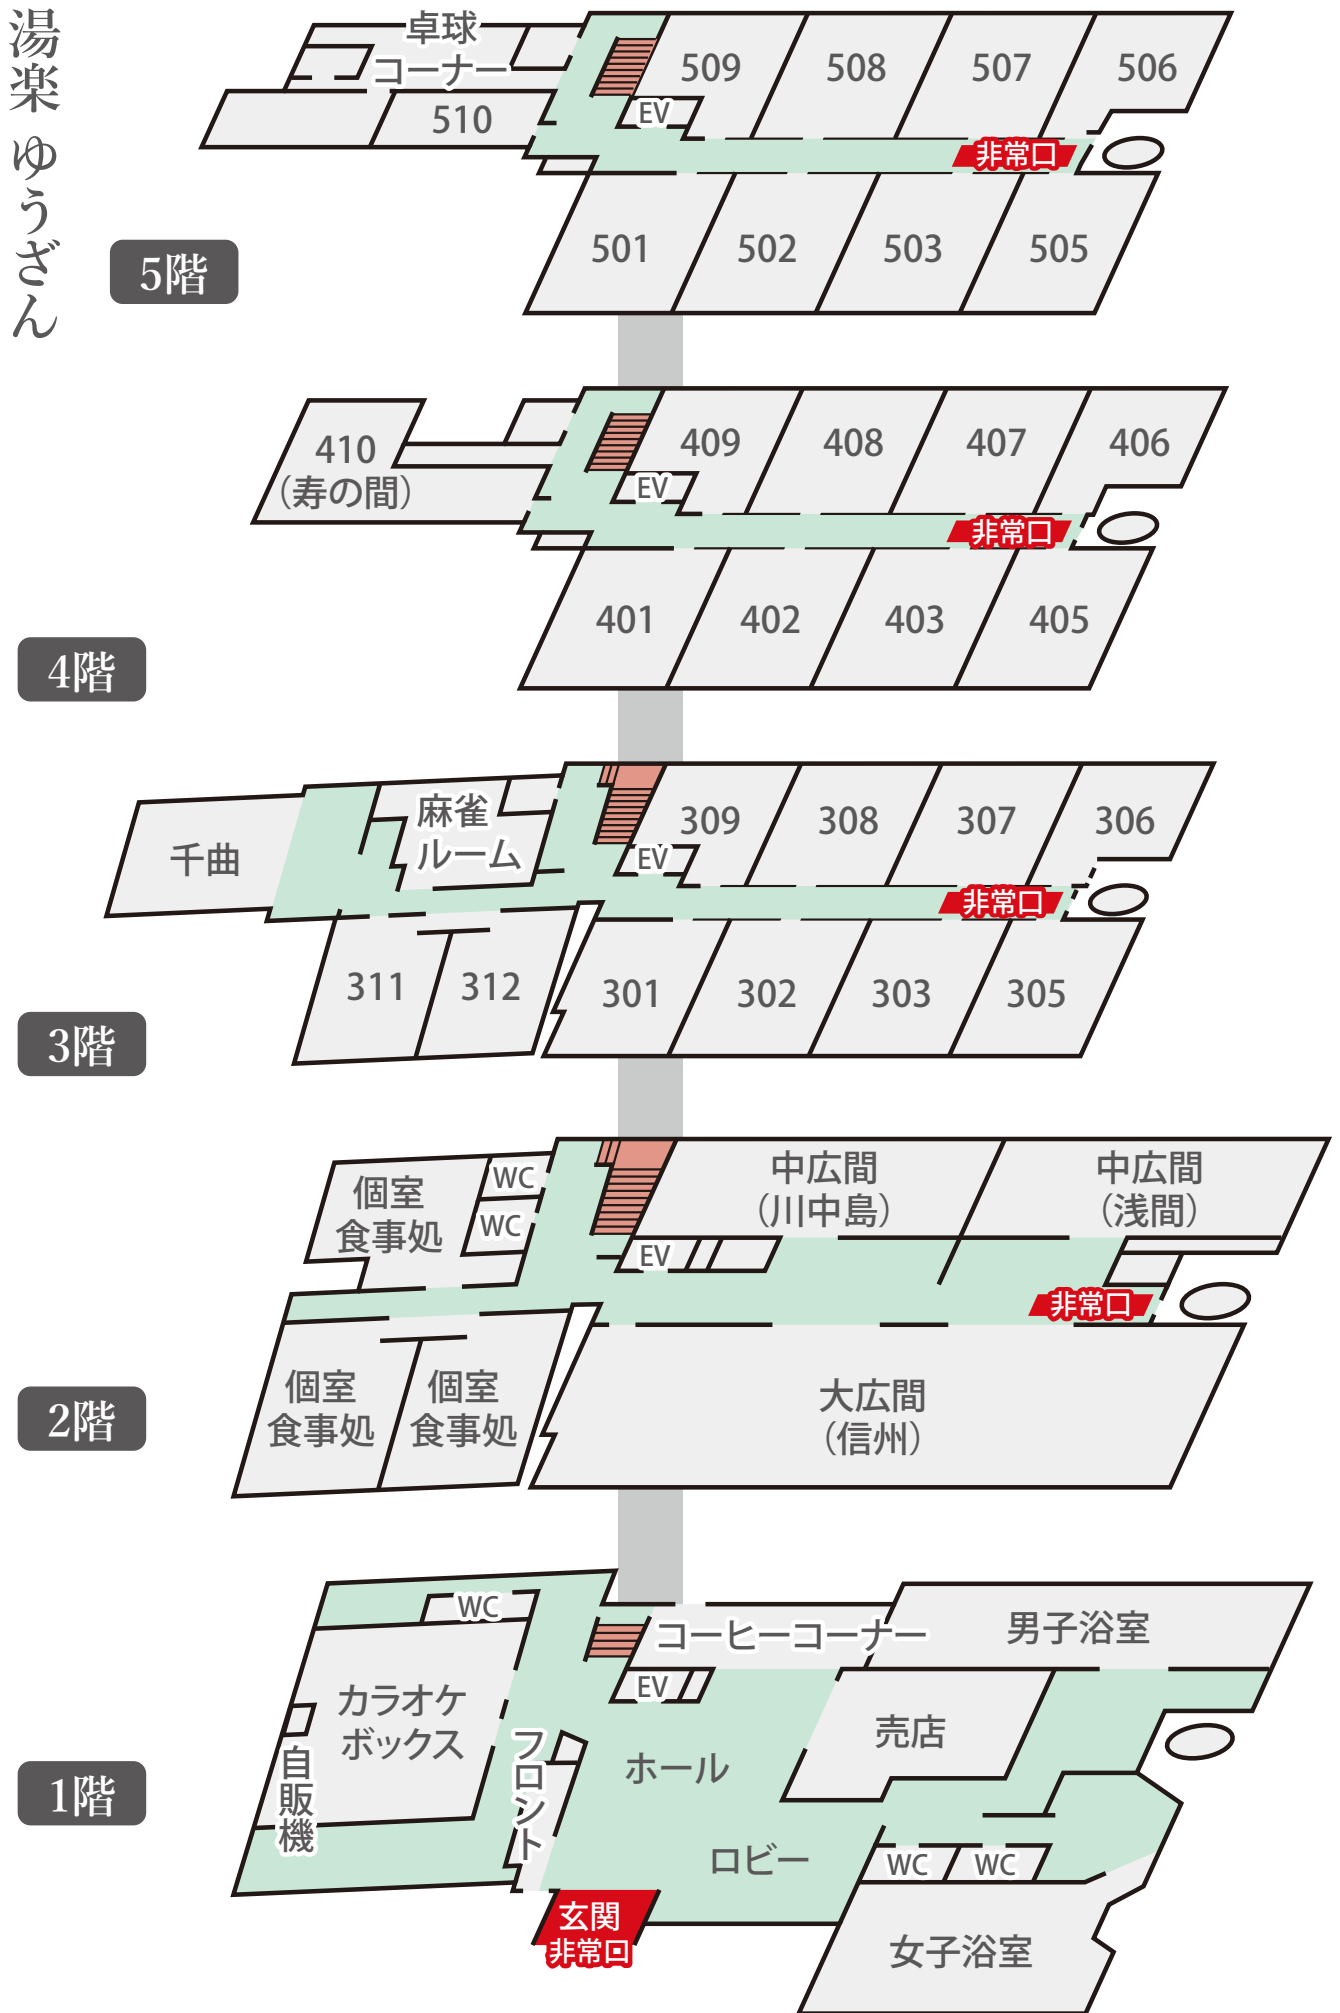 湯楽 ゆうざん
5階
卓球
コーナー
510
EV
509
508
507
506
非常口
501
502
503
505
4階
410
（寿の間）
EV
409
408
407
406
非常口
401
402
403
405
3階
千曲
麻雀
ルーム
EV
309
308
307
306
非常口
311
312
301
302
303
305
2階
個室
食事処
WC
WC
EV
中広間
（川中島）
中広間
（浅間）
非常口
個室
食事処
個室
食事処
大広間
（信州）
1階
WC
コーヒーコーナー
男子浴室
EV
カラオケ
ボックス
自販機
フロント
ホール
売店
ロビー
WC
WC
玄関
非常口
女子浴室